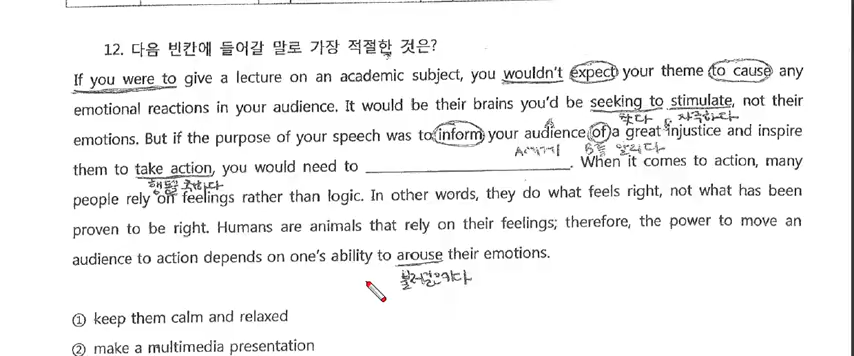 12. 다음 빈칸에 들어갈 말로 가장 적절한 것은?
If you were to give a lecture on an academic subject, you wouldn't expect your theme to cause any
emotional reactions in your audience. It would be their brains you'd be seeking to stimulate, not their
찾다 자극하다
emotions. But if the purpose of your speech was to inform your audience of a great injustice and inspire
A에게 B를 알리다
them to take action, you would need to ____________________. When it comes to action, many
행동 취하다
people rely on feelings rather than logic. In other words, they do what feels right, not what has been
proven to be right. Humans are animals that rely on their feelings; therefore, the power to move an
audience to action depends on one's ability to arouse their emotions.
불러일으키다
① keep them calm and relaxed
② make a multimedia presentation